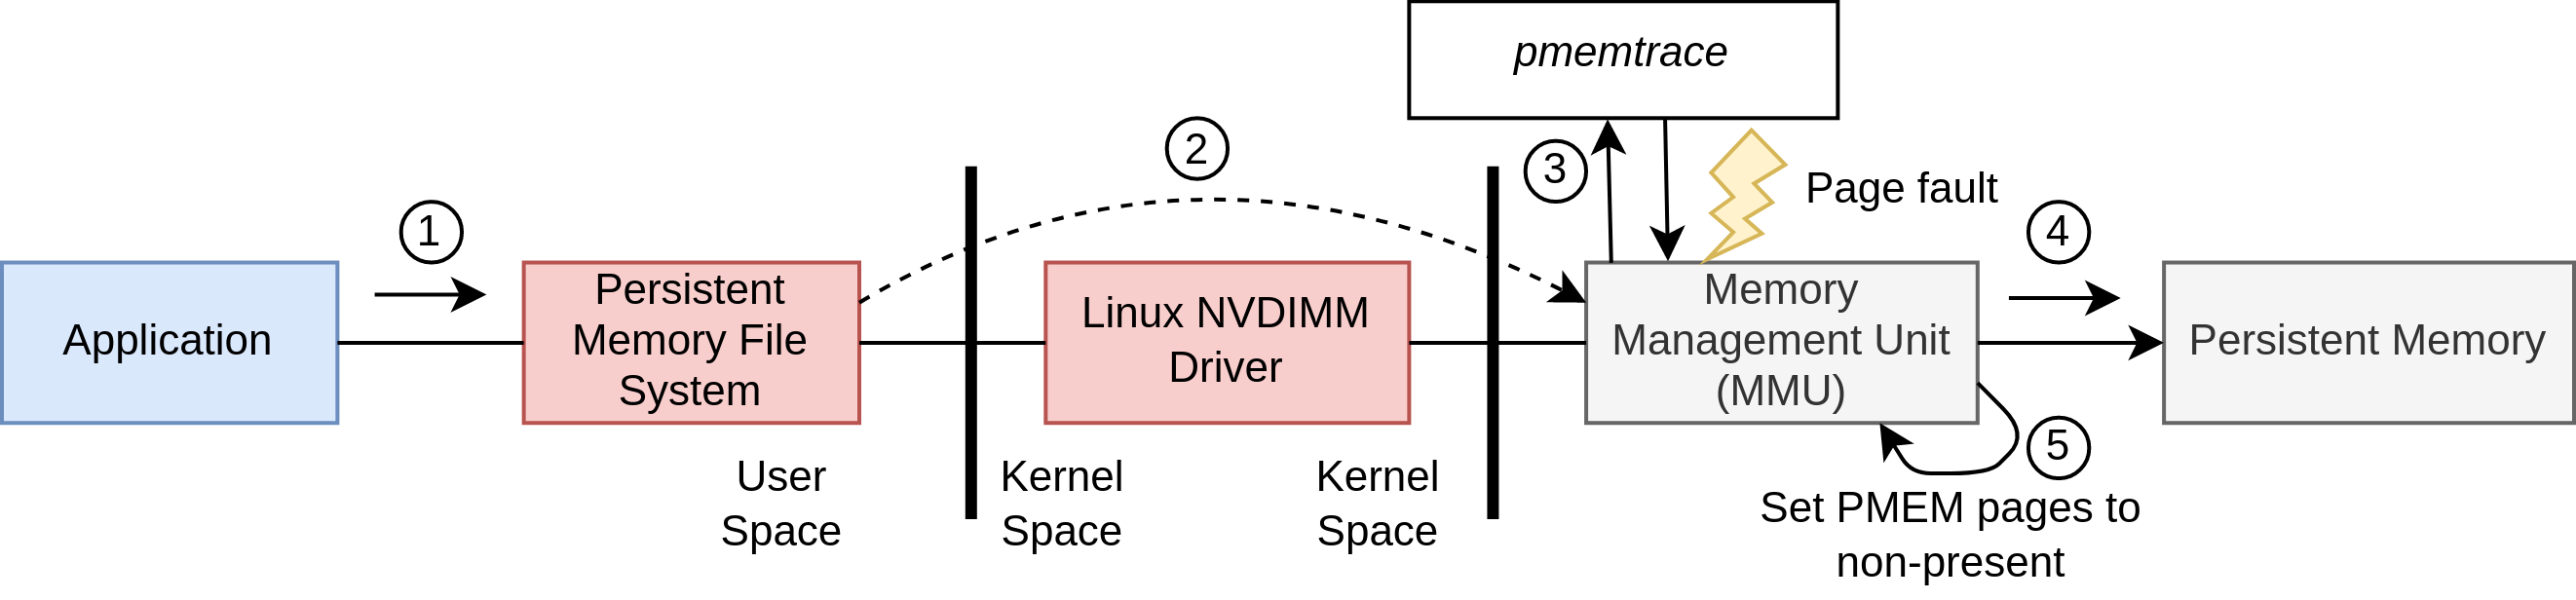 pmemtrace
2
3
Page fault
1
4
Application
Persistent
Memory File
System
Linux NVDIMM
Driver
Memory
Management Unit
(MMU)
Persistent Memory
5
User
Space
Kernel
Space
Kernel
Space
Set PMEM pages to
non-present